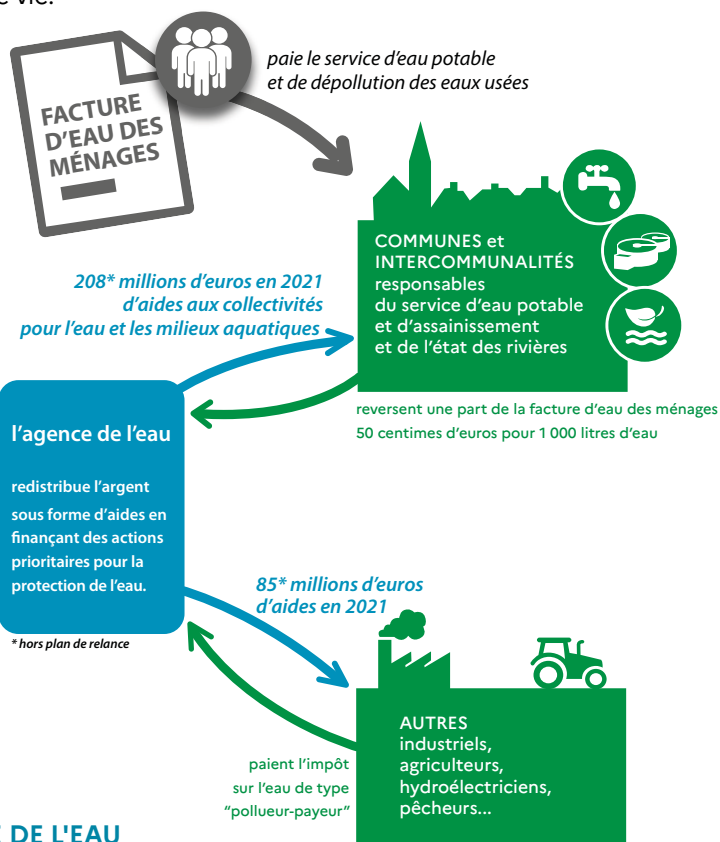 e vie.
paie le service d'eau potable
et de dépollution des eaux usées
FACTURE
D'EAU DES
MÉNAGES
COMMUNES et
INTERCOMMUNALITÉS
responsables
du service d'eau potable
et d'assainissement
et de l'état des rivières
208* millions d'euros en 2021
d'aides aux collectivités
pour l'eau et les milieux aquatiques
reversent une part de la facture d'eau des ménages
50 centimes d'euros pour 1 000 litres d'eau
l'agence de l'eau
redistribue l'argent
sous forme d'aides en
finançant des actions
prioritaires pour la
protection de l'eau.
* hors plan de relance
85* millions d'euros
d'aides en 2021
paient l'impôt
sur l'eau de type
“pollueur-payeur”
AUTRES
industriels,
agriculteurs,
hydroélectriciens,
pêcheurs...
E DE L'EAU